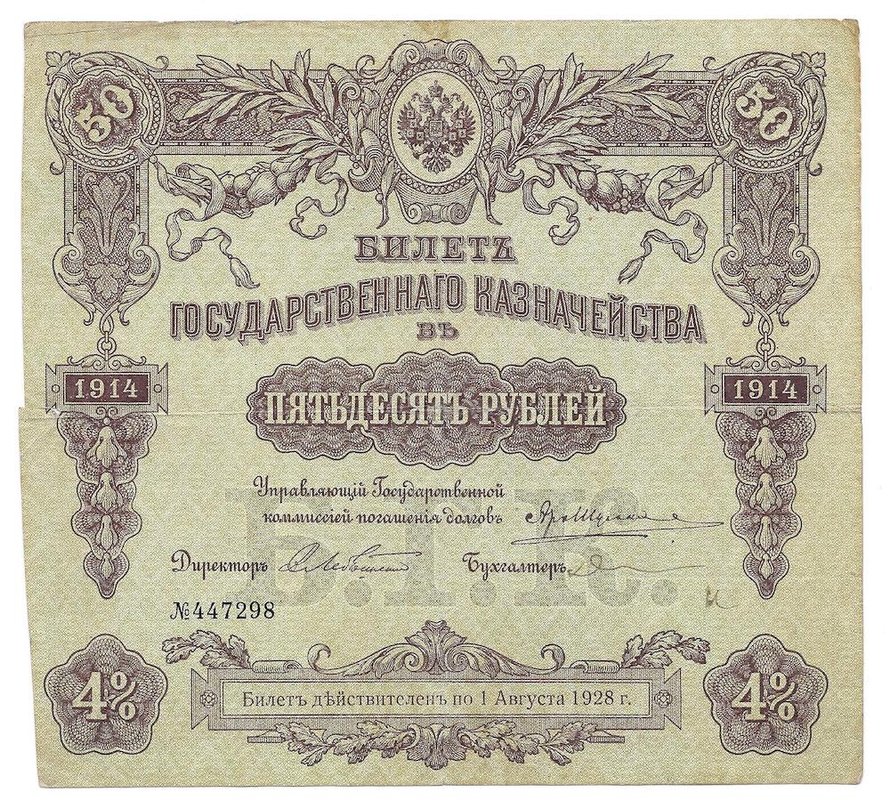 50 50
БИЛЕТЪ
ГОСУДАРСТВЕННАГО КАЗНАЧЕЙСТВА
ВЪ
1914 1914
ПЯТЬДЕСЯТЪ РУБЛЕЙ
Управляющій Государственной
коммиссіей погашенія долговъ
Директоръ Бухгалтеръ
Б.Г.К.
№447298
4% 4%
Билетъ дѣйствителенъ по 1 Августа 1928 г.